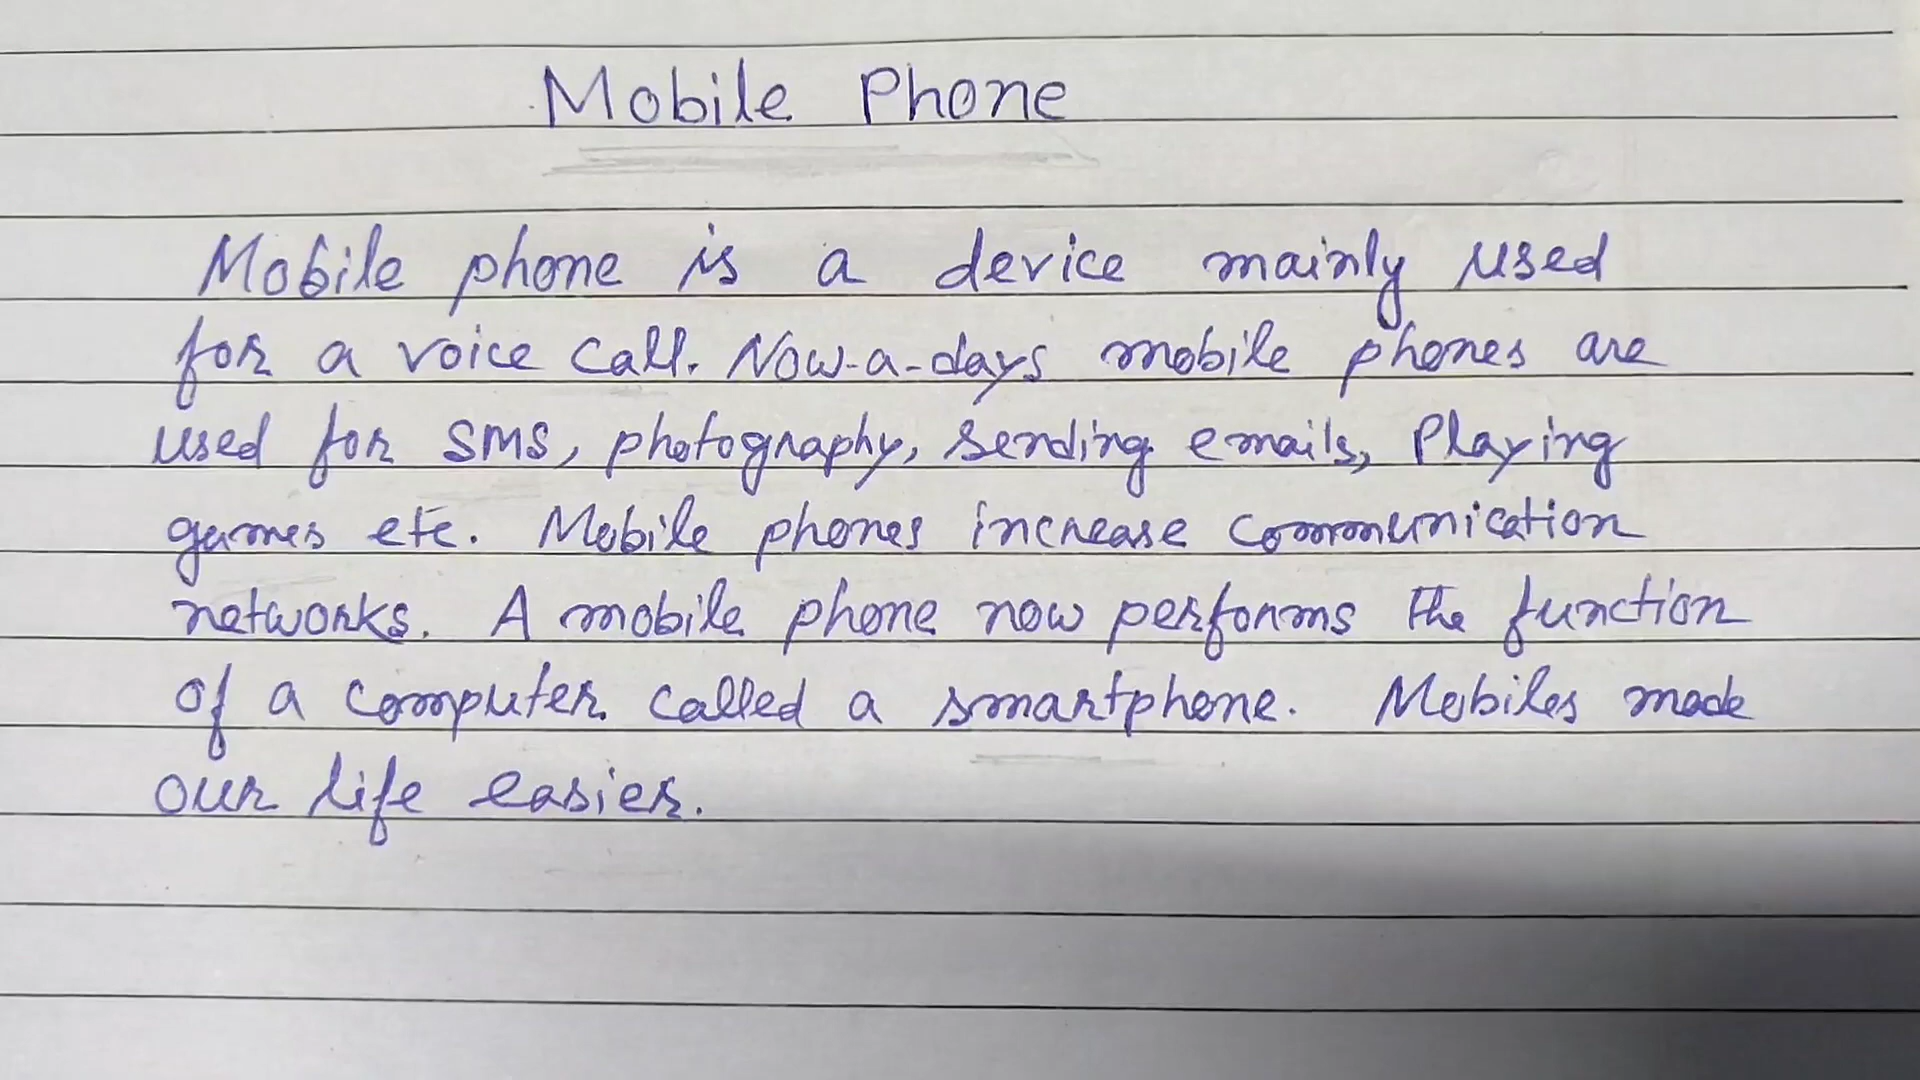 Mobile Phone
Mobile phone is a device mainly used
for a voice call. Now-a-days mobile phones are
used for SMS, photography, sending emails, Playing
games etc. Mobile phones increase communication
networks. A mobile phone now performs the function
of a computer called a smartphone. Mobiles made
our life easier.